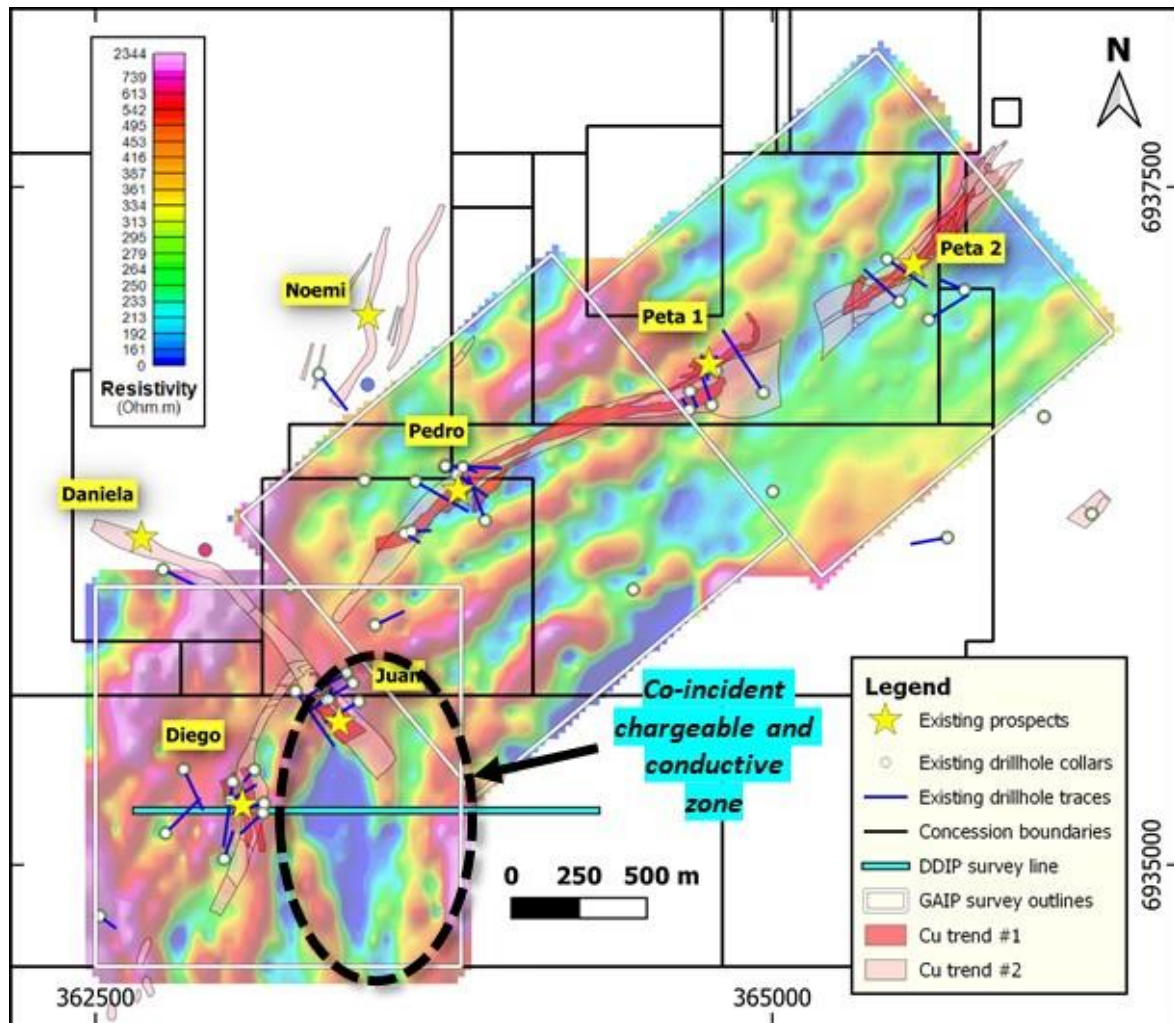 2344
739
613
542
495
453
416
387
361
334
313
295
279
264
250
233
213
192
161
0
Resistivity
(Ohm.m)
N
6937500
Peta 2
Noemi
Peta 1
Pedro
Daniela
Juan
Co-incident
chargeable and
conductive
zone
Diego
0 250 500 m
Legend
Existing prospects
Existing drillhole collars
Existing drillhole traces
Concession boundaries
DDIP survey line
GAIP survey outlines
Cu trend #1
Cu trend #2
6935000
362500
365000